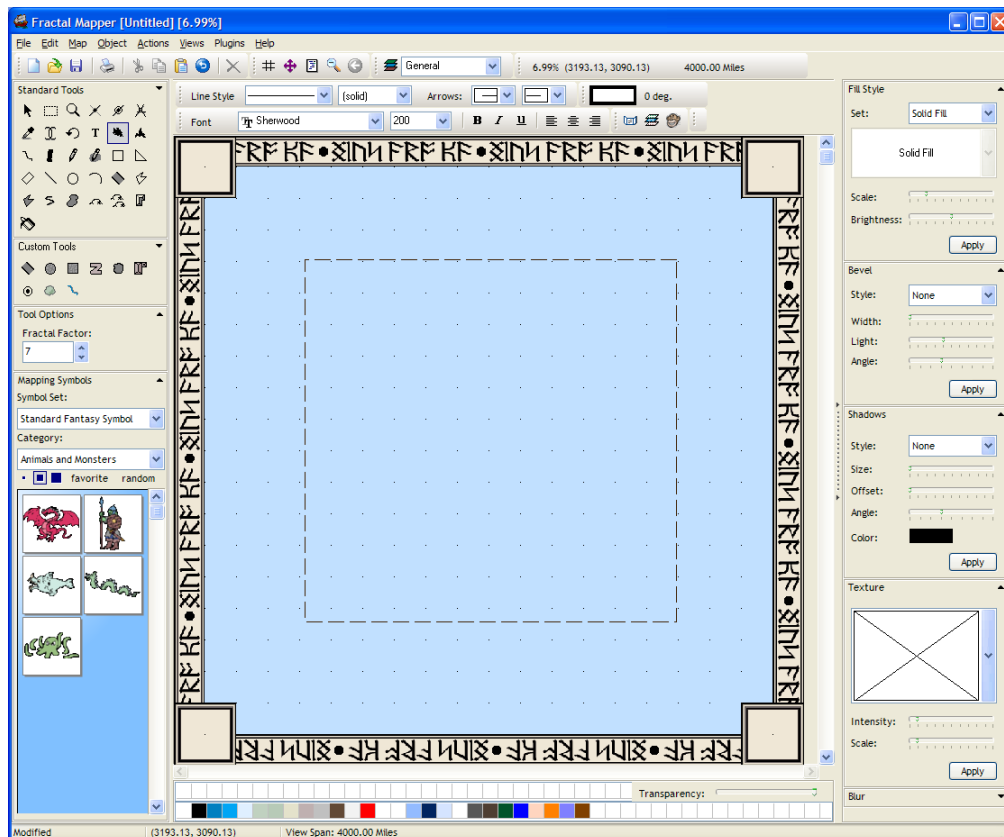 Fractal Mapper [Untitled] [6.99%]
File Edit Map Object Actions Views Plugins Help
General 6.99% (3193.13, 3090.13) 4000.00 Miles
Standard Tools
Line Style (solid) Arrows: 0 deg.
Font Sherwood 200 B I U
Custom Tools
Tool Options
Fractal Factor:
7
Mapping Symbols
Symbol Set:
Standard Fantasy Symbol
Category:
Animals and Monsters
favorite random
Fill Style
Set: Solid Fill
Solid Fill
Scale:
Brightness:
Apply
Bevel
Style: None
Width:
Light:
Angle:
Apply
Shadows
Style: None
Size:
Offset:
Angle:
Color:
Apply
Texture
Intensity:
Scale:
Apply
Blur
Transparency:
Modified (3193.13, 3090.13) View Span: 4000.00 Miles